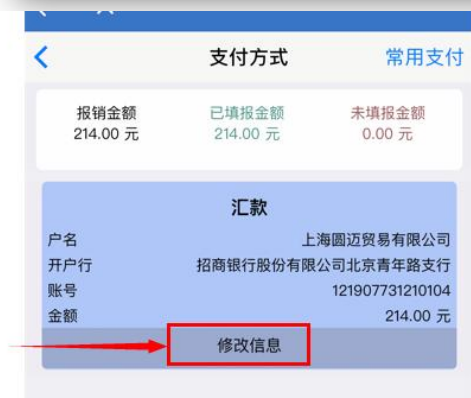 支付方式 常用支付
报销金额 已填报金额 未填报金额
214.00 元 214.00 元 0.00 元
汇款
户名 上海圆迈贸易有限公司
开户行 招商银行股份有限公司北京青年路支行
账号 121907731210104
金额 214.00 元
修改信息